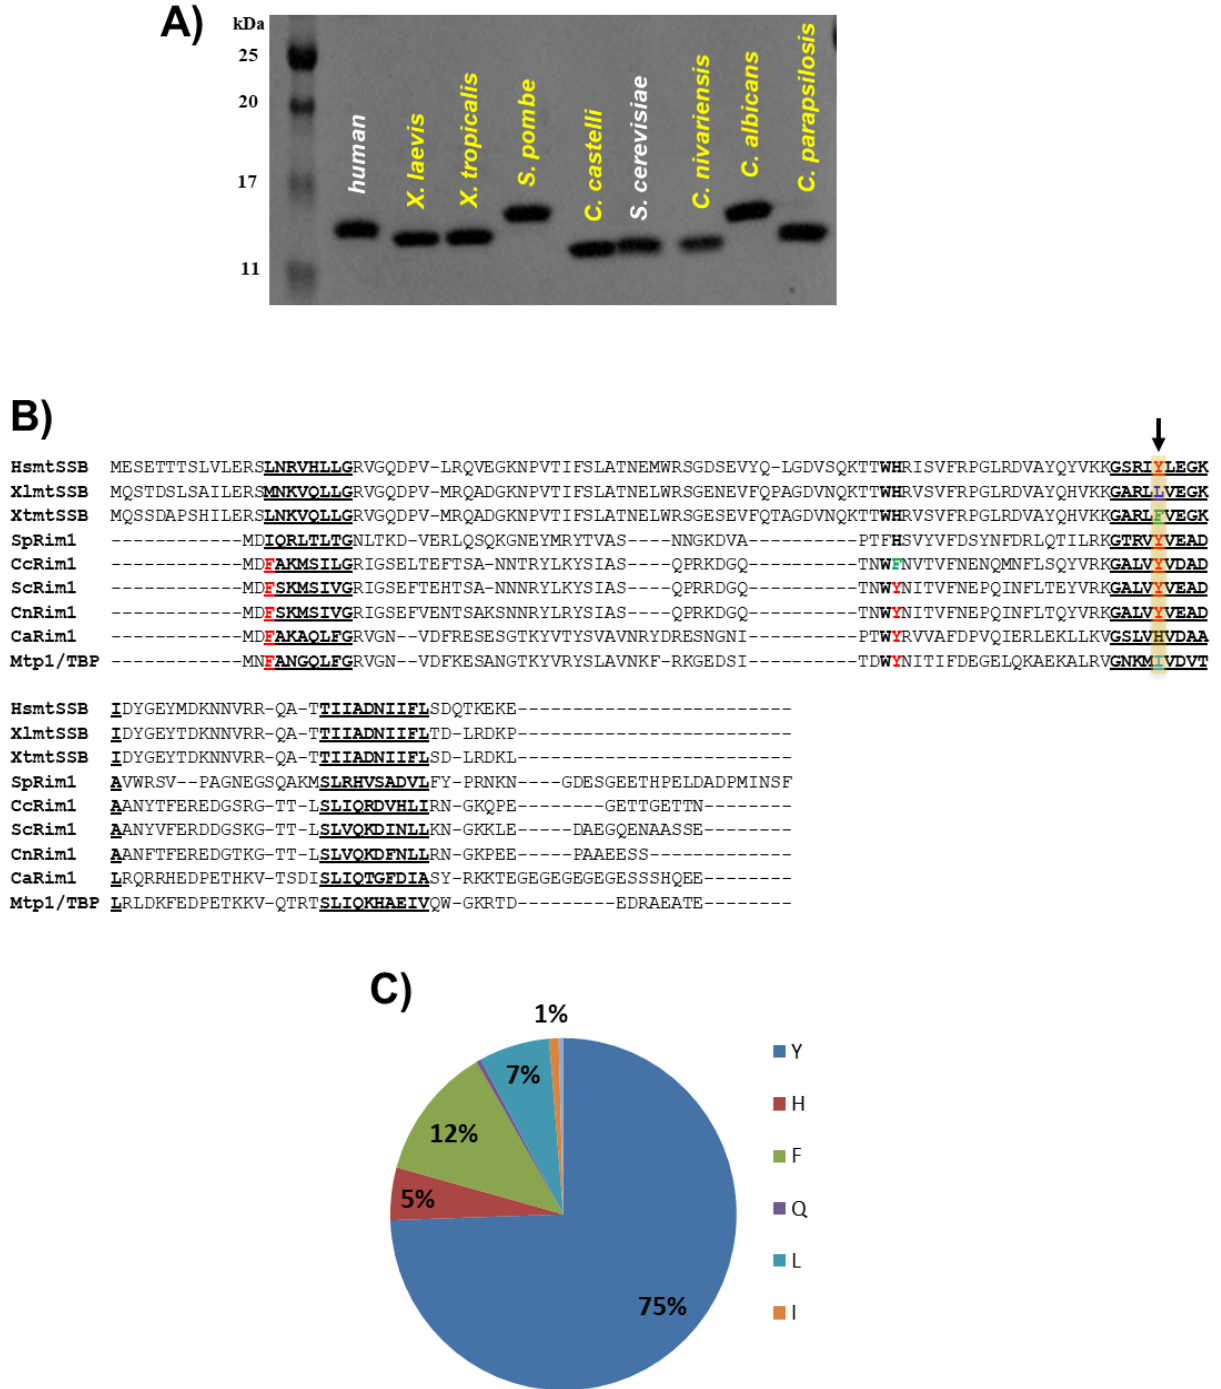 A)
kDa
25
20
17
11
human
X. laevis
X. tropicalis
S. pombe
C. castelli
S. cerevisiae
C. nivariensis
C. albicans
C. parapsilosis
B)
HsmtSSB MESETTTSLVLERSLNRVHLLGRVGQDPV-LRQVEGKNPVTIFSLATNEMWRSGDSEVYQ-LGDVSQKTTWHRISVFRPGLRDVAYQYVKKGSRIYLEGK
XlmtSSB MQSTDSLSAILERSMNKVQLLGRVGQDPV-MRQADGKNPVTIFSLATNELWRSGENEVFQPAGDVNQKTTWHRVSVFRPGLRDVAYQHVKKGARLLVEGK
XtmtSSB MQSSDAPSHILERSLNKVQLLGRVGQDPV-MRQADGKNPVTIFSLATNELWRSGESEVFQTAGDVNQKTTWHRVSVFRPGLRDVAYQHVKKGARLFVEGK
SpRim1 ------------MDIQRLTLTGNLTKD-VERLQSQKGNEYMRYTVAS----NNGKDVA----------PTFHSVYVFDSYNFDRLQTILRKGTRVYVEAD
CcRim1 ------------MDFAKMSILGRIGSELTEFTSA-NNTRYLKYSIAS----QPRKDGQ----------TNWFNVTVFNENQMNFLSQYVRKGALVYVDAD
ScRim1 ------------MDFSKMSIVGRIGSEFTEHTSA-NNNRYLKYSIAS----QPRKDGQ----------TNWYNITVFNEPQINFLTEYVRKGALVYVEAD
CnRim1 ------------MDFSKMSIVGRIGSEFVENTSAKSNNRYLRYSIAS----QPRKDGQ----------TNWYNITVFNEPQINFLTQYVRKGALVYVEAD
CaRim1 ------------MDFAKAQLFGRVGN--VDFRESESGTKYVTYSVAVNRYDRESNGNI----------PTWYRVVAFDPVQIERLEKLLKVGSLVHVDAA
Mtp1/TBP ------------MNFANGQLFGRVGN--VDFKENANGTKYVRYSLAVNKF-RKGEDSI----------TDWYNITIFDEGELQKAEKALRVGNKMIVDVT
HsmtSSB IDYGEYMDKNNVRR-QA-TTIIADNIIFLSDQTKEKE-------------------------
XlmtSSB IDYGEYTDKNNVRR-QA-TTIIADNIIFLTD-LRDKP-------------------------
XtmtSSB IDYGEYTDKNNVRR-QA-TTIIADNIIFLSD-LRDKL-------------------------
SpRim1 AVWRSV--PAGNEGSQAKMSLRHVSADVLFY-PRNKN----GDESGEETHPELDADPMINSF
CcRim1 AANYTFEREDGSRG-TT-LSLIQRDVHLIRN-GKQPE--------GETTGETTN--------
ScRim1 AANYVFERDDGSKG-TT-LSLVQKDINLLKN-GKKLE-----DAEGQENAASSE--------
CnRim1 AANFTFEREDGTKG-TT-LSLVQKDFNLLRN-GKPEE-----PAAEESS-------------
CaRim1 LRQRRHEDPETHKV-TSDISLIQTGFDIASY-RKKTEGEGEGEGEGESSSHQEE--------
Mtp1/TBP LRLDKFEDPETKKV-QTRTSLIQKHAEIVQW-GKRTD---------EDRAEATE--------
C)
1%
7%
12%
5%
75%
Y
H
F
Q
L
I